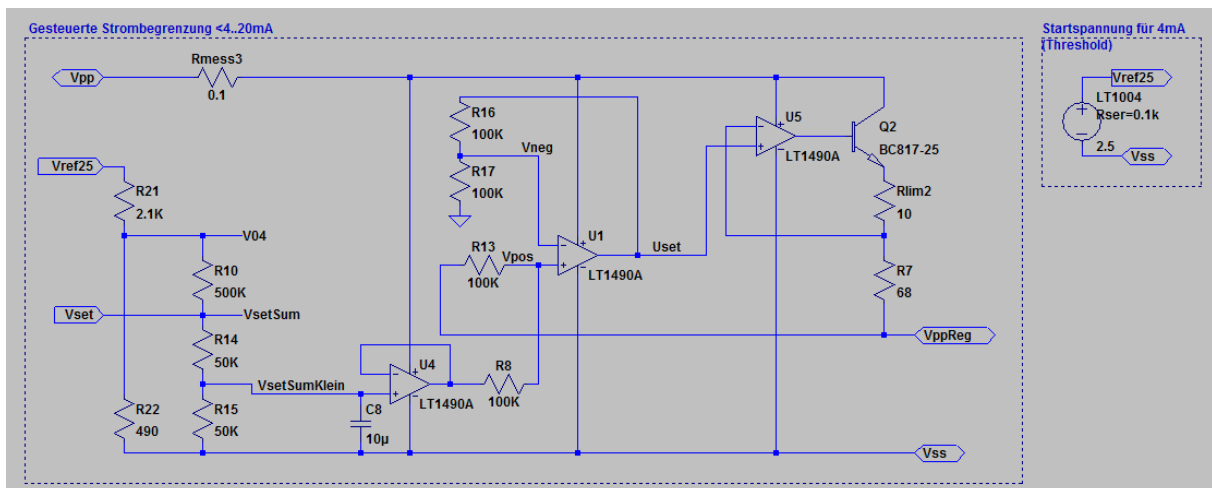 Gesteuerte Strombegrenzung <4..20mA
Startspannung für 4mA
(Threshold)
Vpp
Rmess3
0.1
Vref25
LT1004
Rser=0.1k
2.5
Vss
R16
100K
Vneg
R17
100K
U5
LT1490A
Q2
BC817-25
Rlim2
10
Vref25
R21
2.1K
V04
R10
500K
Vset
VsetSum
R14
50K
R13
100K
Vpos
U1
LT1490A
Uset
R7
68
VppReg
VsetSumKlein
U4
LT1490A
R8
100K
C8
10µ
R22
490
R15
50K
Vss